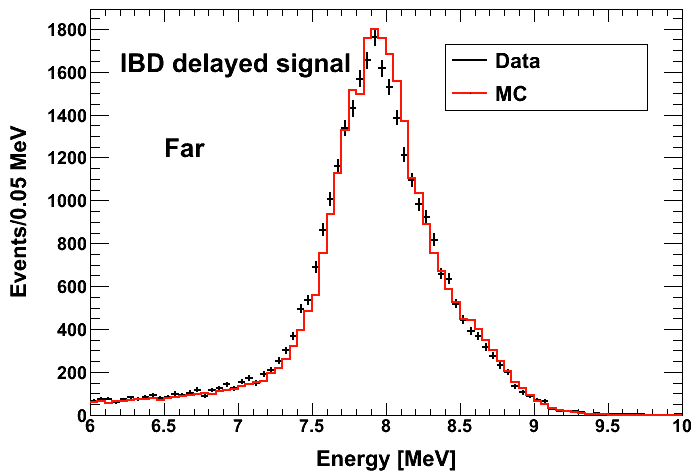 1800
1600
1400
1200
1000
800
600
400
200
0
Events/0.05 MeV
IBD delayed signal
Far
Data
MC
6 6.5 7 7.5 8 8.5 9 9.5 10
Energy [MeV]